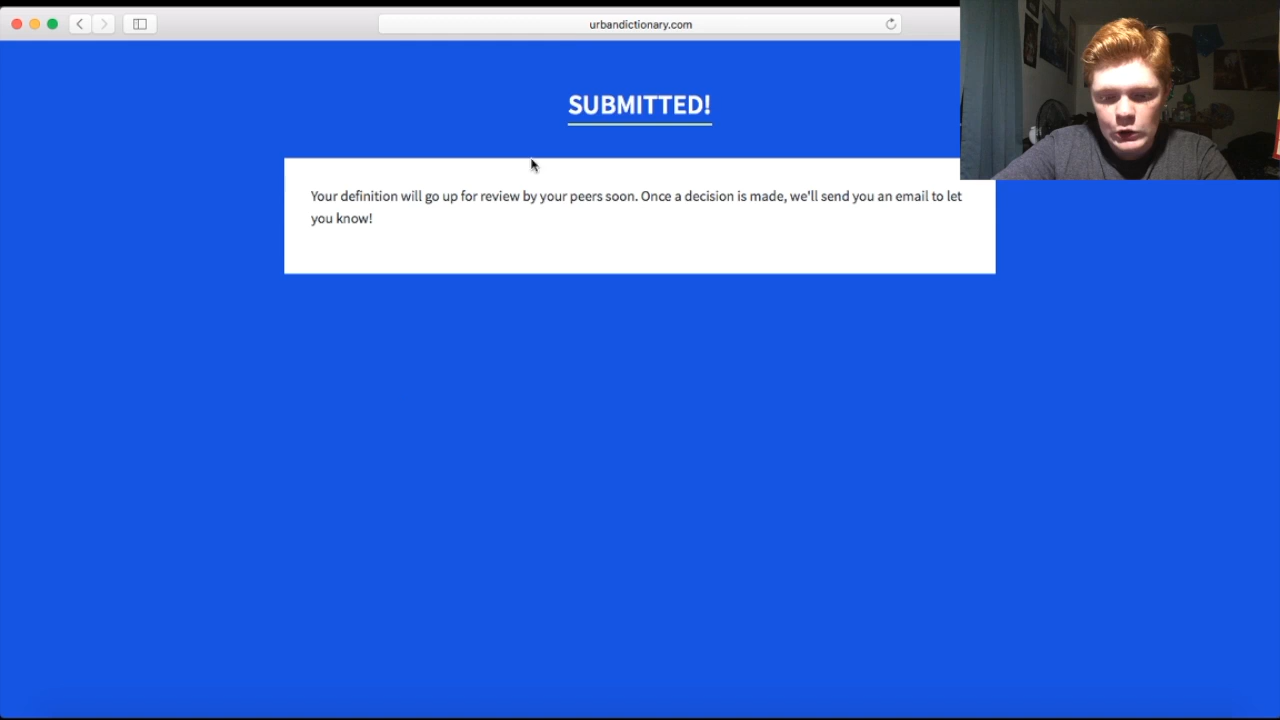 urbandictionary.com
SUBMITTED!
Your definition will go up for review by your peers soon. Once a decision is made, we'll send you an email to let
you know!